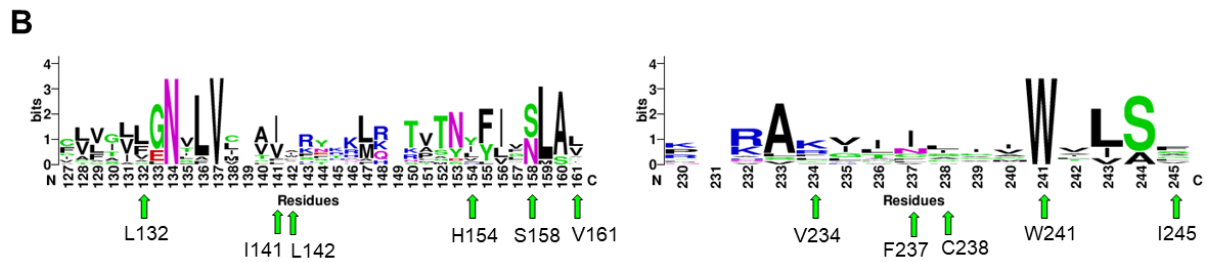 B
4
3
2
1
0
bits
N
127 128 129 130 131 132 133 134 135 136 137 138 139 140 141 142 143 144 145 146 147 148 149 150 151 152 153 154 155 156 157 158 159 160 161
C
Residues
L132
I141
L142
H154
S158
V161
4
3
2
1
0
bits
N
230 231 232 233 234 235 236 237 238 239 240 241 242 243 244 245
C
Residues
V234
F237
C238
W241
I245